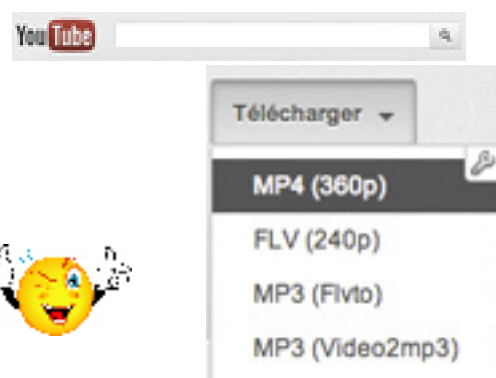 YouTube
Télécharger
MP4 (360p)
FLV (240p)
MP3 (Flvto)
MP3 (Video2mp3)